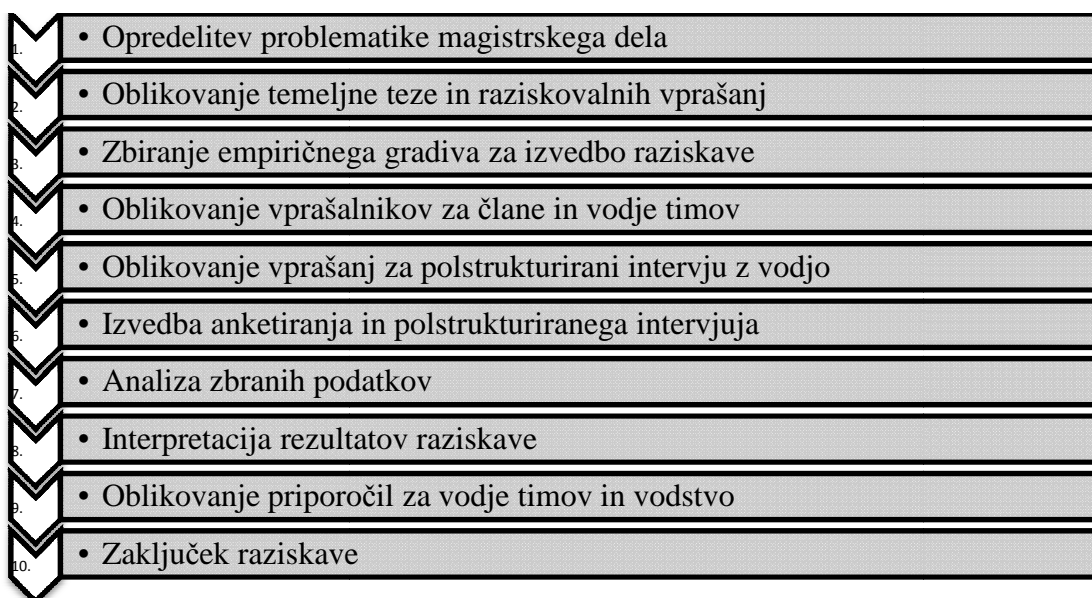 1. • Opredelitev problematike magistrskega dela
2. • Oblikovanje temeljne teze in raziskovalnih vprašanj
3. • Zbiranje empiričnega gradiva za izvedbo raziskave
4. • Oblikovanje vprašalnikov za člane in vodje timov
5. • Oblikovanje vprašanj za polstrukturirani intervju z vodjo
6. • Izvedba anketiranja in polstrukturiranega intervjuja
7. • Analiza zbranih podatkov
8. • Interpretacija rezultatov raziskave
9. • Oblikovanje priporočil za vodje timov in vodstvo
10. • Zaključek raziskave